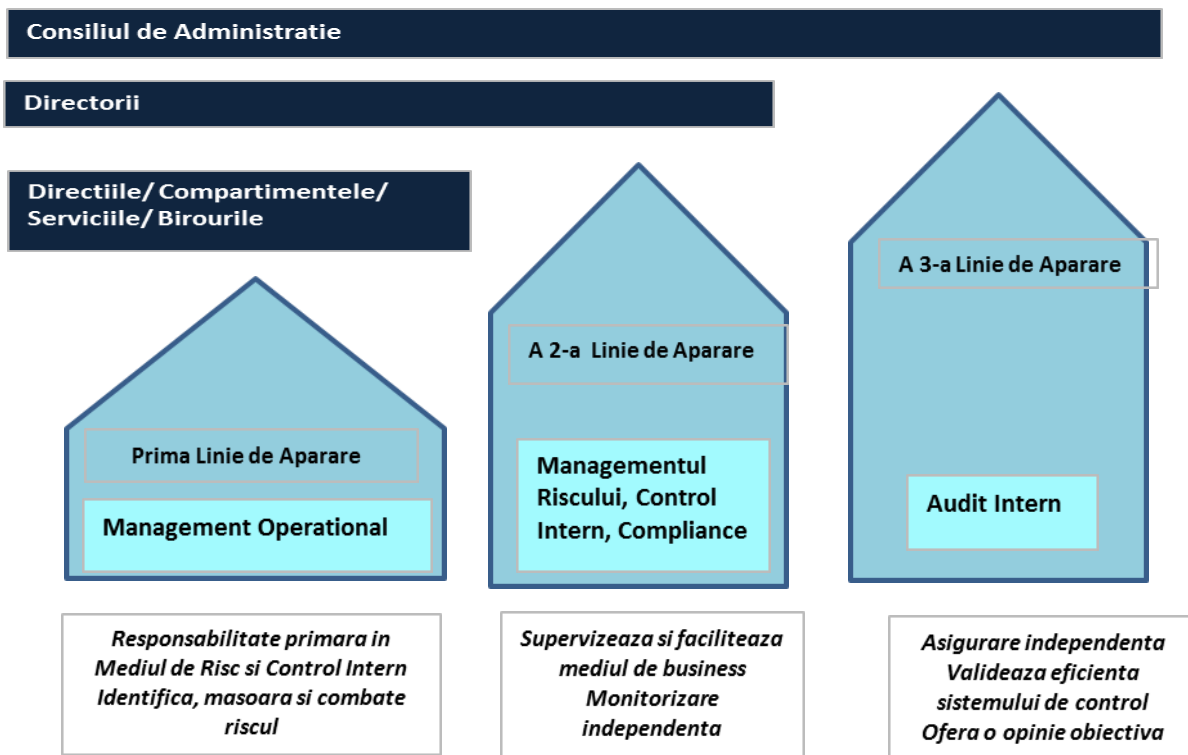 Consiliul de Administratie
Directorii
Directiile/ Compartimentele/
Serviciile/ Birourile
Prima Linie de Aparare
Management Operational
Responsabilitate primara in
Mediul de Risc si Control Intern
Identifica, masoara si combate
riscul
A 2-a Linie de Aparare
Managementul
Riscului, Control
Intern, Compliance
Supervizeaza si faciliteaza
mediul de business
Monitorizare
independenta
A 3-a Linie de Aparare
Audit Intern
Asigurare independenta
Valideaza eficienta
sistemului de control
Ofera o opinie obiectiva